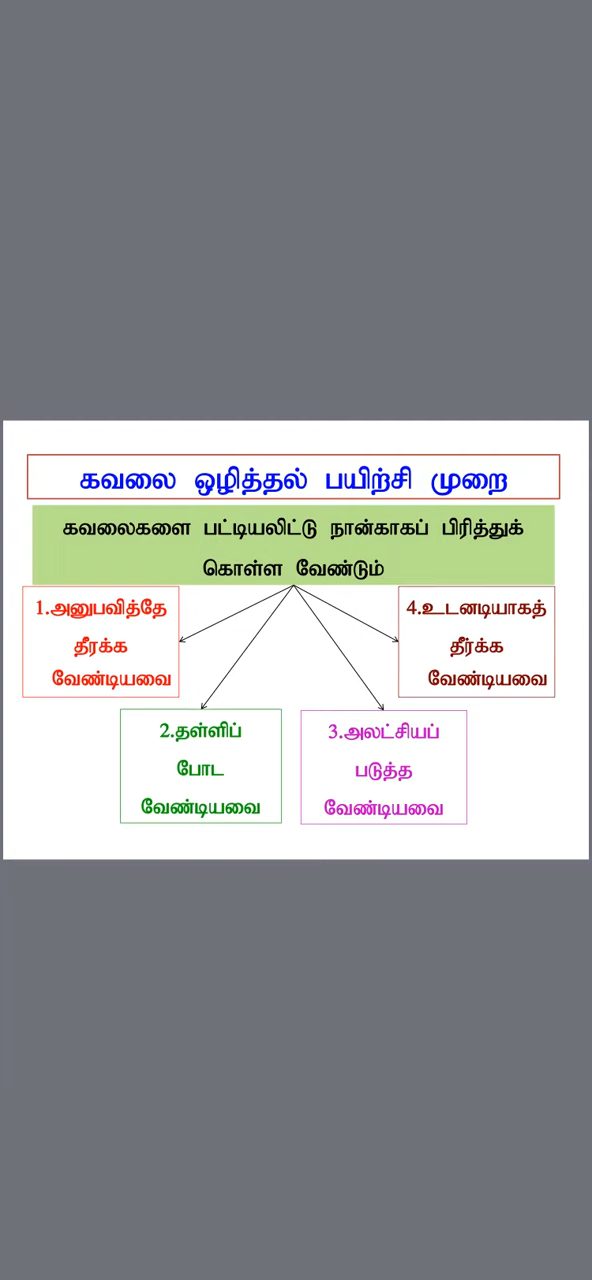 கவலை ஒழித்தல் பயிற்சி முறை
கவலைகளை பட்டியலிட்டு நான்காகப் பிரித்துக்
கொள்ள வேண்டும்
1.அனுபவித்தே
தீரக்க
வேண்டியவை
2.தள்ளிப்
போட
வேண்டியவை
3.அலட்சியப்
படுத்த
வேண்டியவை
4.உடனடியாகத்
தீர்க்க
வேண்டியவை